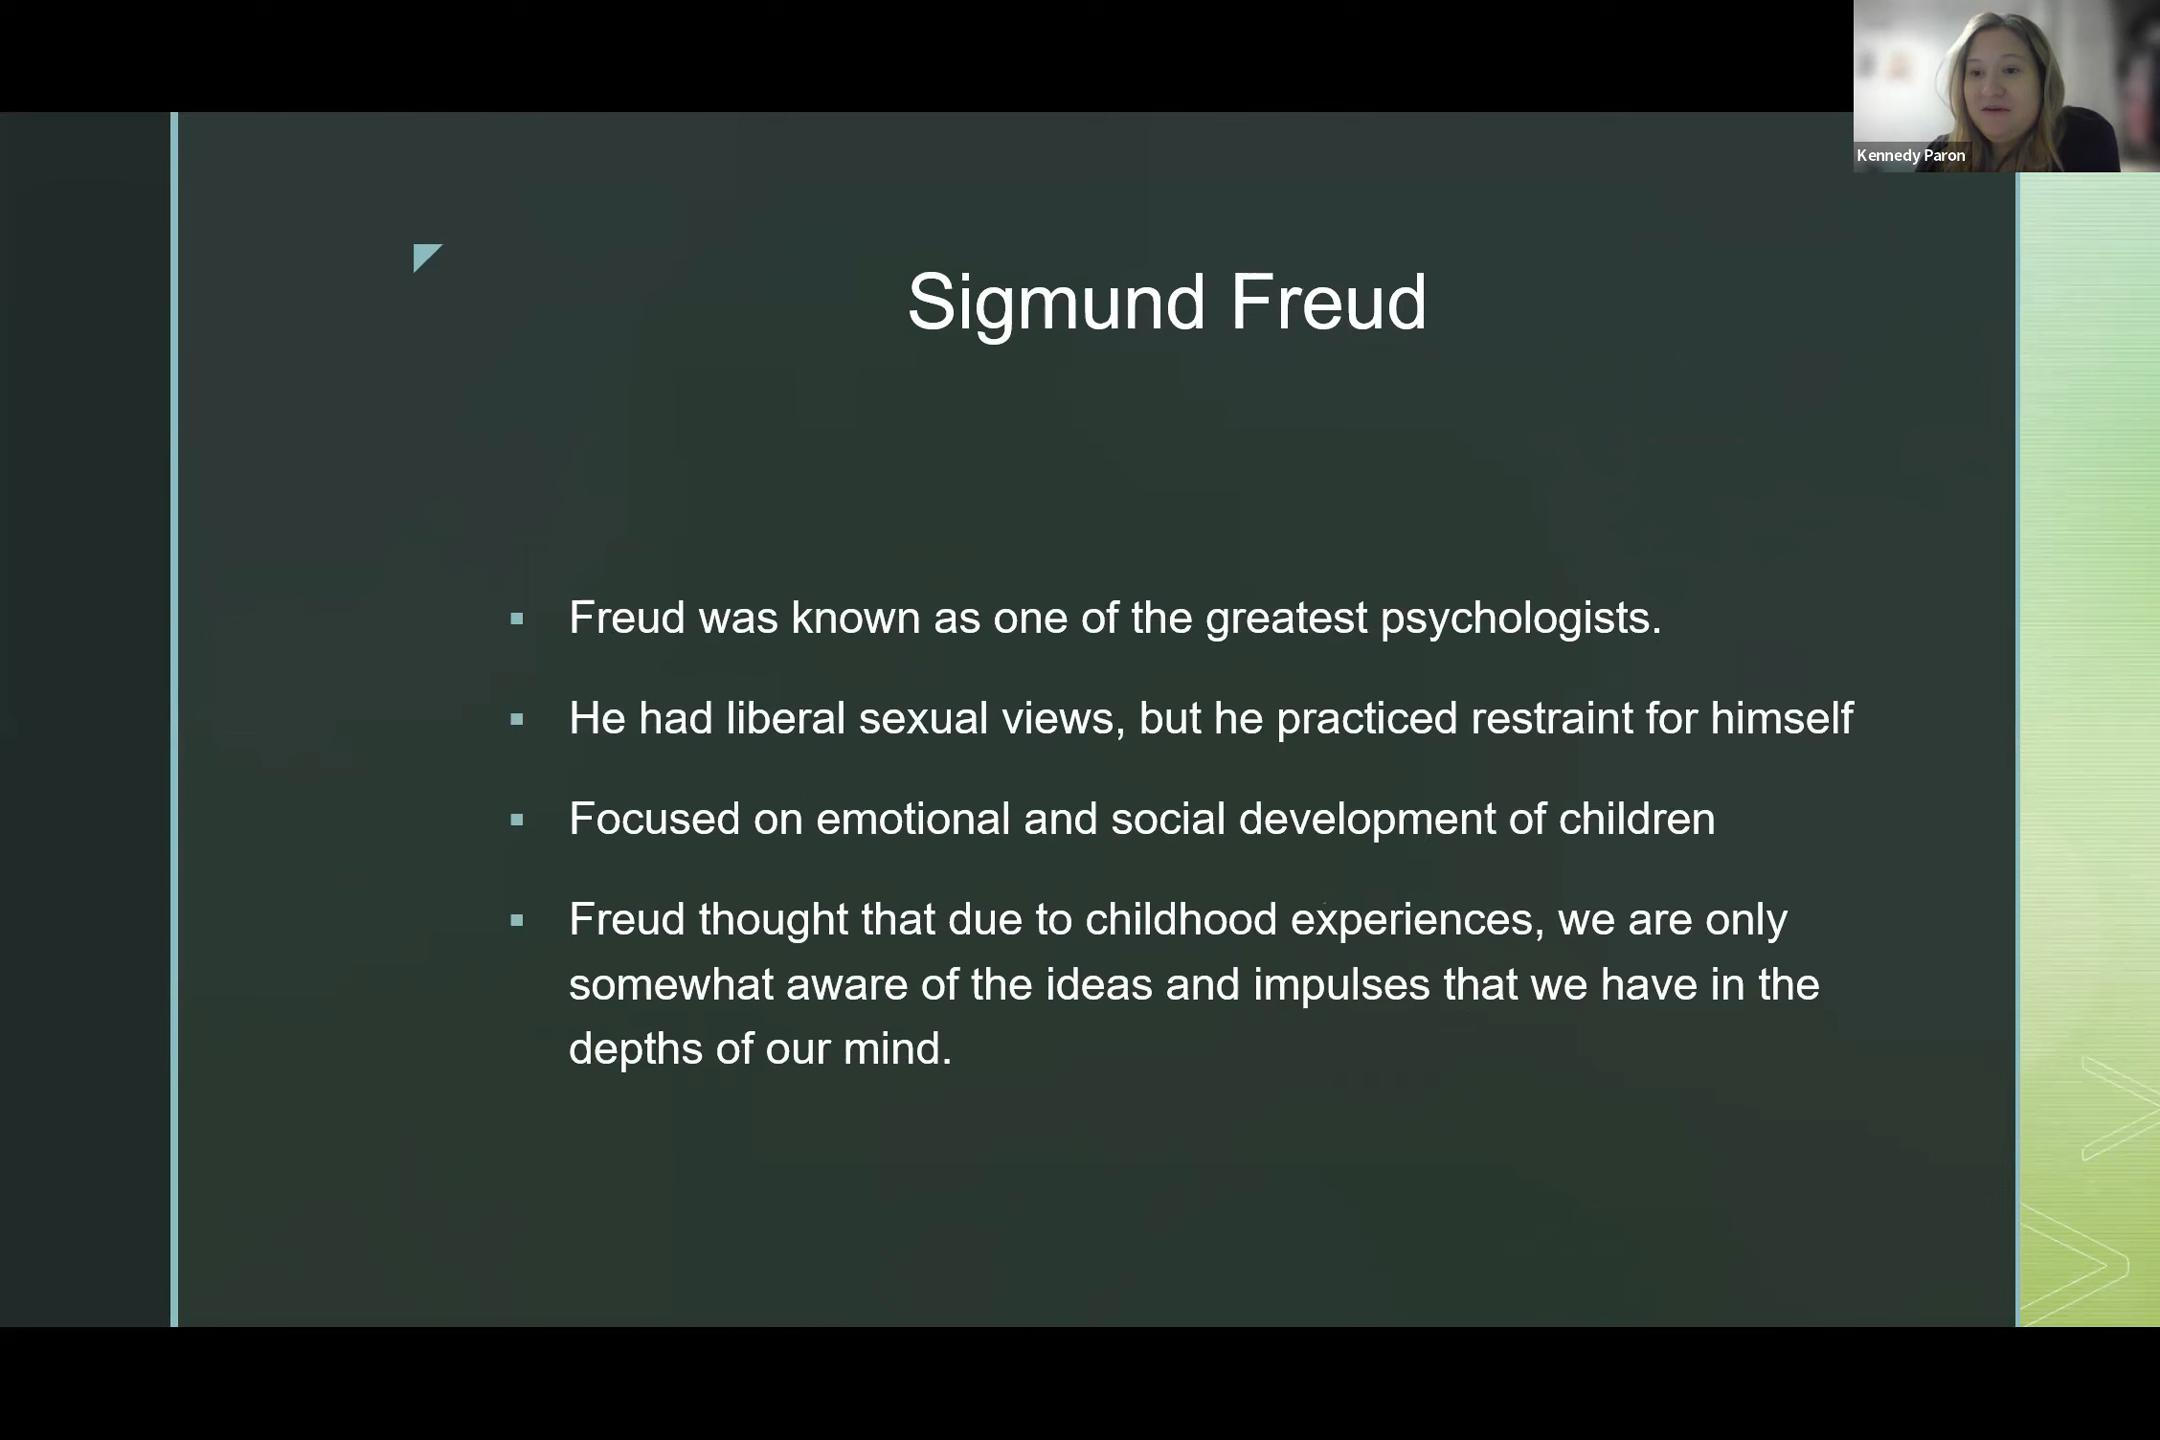 Kennedy Paron
Sigmund Freud
▪ Freud was known as one of the greatest psychologists.
▪ He had liberal sexual views, but he practiced restraint for himself
▪ Focused on emotional and social development of children
▪ Freud thought that due to childhood experiences, we are only
somewhat aware of the ideas and impulses that we have in the
depths of our mind.